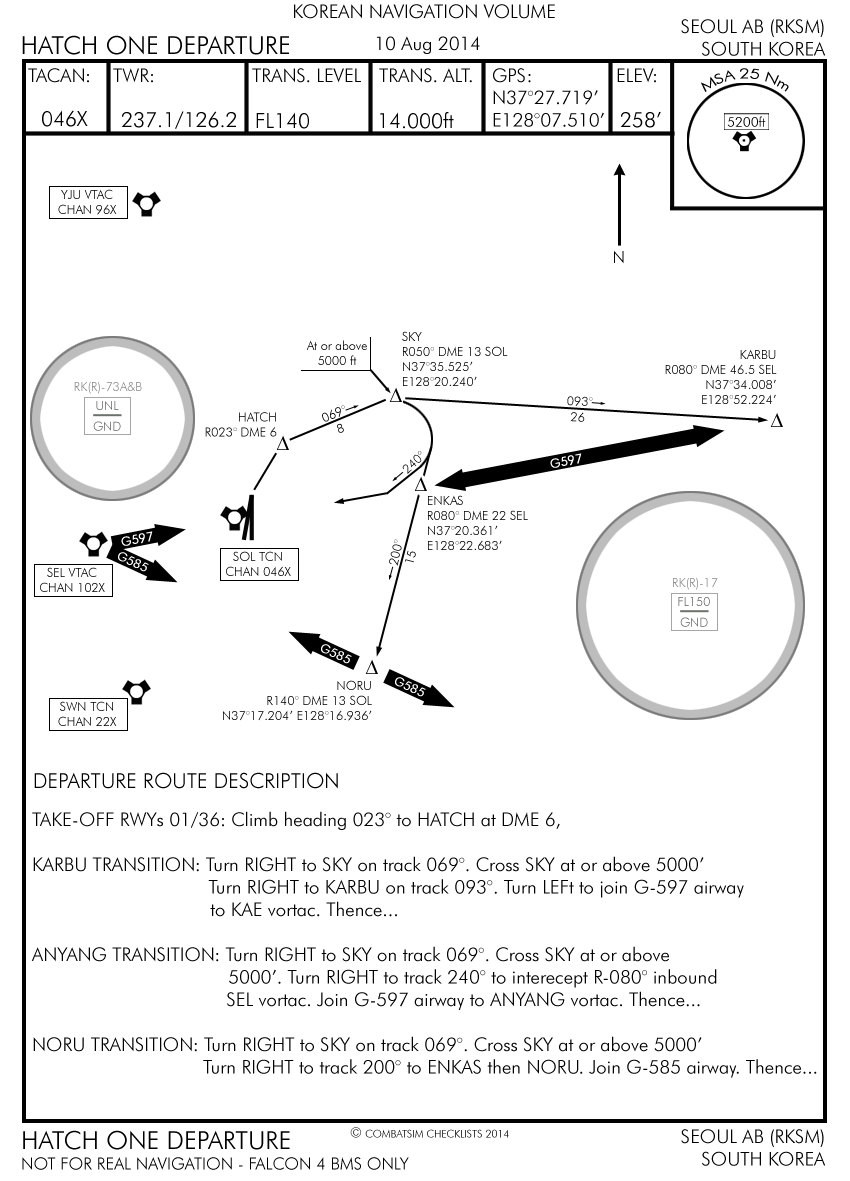 KOREAN NAVIGATION VOLUME
HATCH ONE DEPARTURE
10 Aug 2014
SEOUL AB (RKSM)
SOUTH KOREA
TACAN:
046X
TWR:
237.1/126.2
TRANS. LEVEL
FL140
TRANS. ALT.
14.000ft
GPS:
N37°27.719’
E128°07.510’
ELEV:
258’
MSA 25 Nm
5200ft
YJU VTAC
CHAN 96X
N
At or above
5000 ft
SKY
R050° DME 13 SOL
N37°35.525’
E128°20.240’
KARBU
R080° DME 46.5 SEL
N37°34.008’
E128°52.224’
RK(R)-73A&B
UNL
GND
HATCH
R023° DME 6
069°
8
093°
26
240°
G597
ENKAS
R080° DME 22 SEL
N37°20.361’
E128°22.683’
G597
G585
SEL VTAC
CHAN 102X
SOL TCN
CHAN 046X
200°
15
RK(R)-17
FL150
GND
G585
G585
NORU
R140° DME 13 SOL
N37°17.204’ E128°16.936’
SWN TCN
CHAN 22X
DEPARTURE ROUTE DESCRIPTION
TAKE-OFF RWYs 01/36: Climb heading 023° to HATCH at DME 6,
KARBU TRANSITION: Turn RIGHT to SKY on track 069°. Cross SKY at or above 5000’
Turn RIGHT to KARBU on track 093°. Turn LEFt to join G-597 airway
to KAE vortac. Thence...
ANYANG TRANSITION: Turn RIGHT to SKY on track 069°. Cross SKY at or above
5000’. Turn RIGHT to track 240° to interecept R-080° inbound
SEL vortac. Join G-597 airway to ANYANG vortac. Thence...
NORU TRANSITION: Turn RIGHT to SKY on track 069°. Cross SKY at or above 5000’
Turn RIGHT to track 200° to ENKAS then NORU. Join G-585 airway. Thence...
HATCH ONE DEPARTURE
NOT FOR REAL NAVIGATION - FALCON 4 BMS ONLY
© COMBATSIM CHECKLISTS 2014
SEOUL AB (RKSM)
SOUTH KOREA